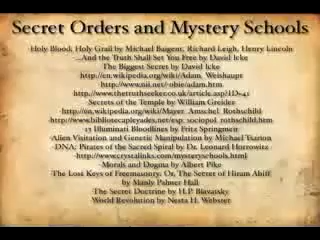 Secret Orders and Mystery Schools
Holy Blood, Holy Grail by Michael Baigent, Richard Leigh, Henry Lincoln
...And the Truth Shall Set You Free by David Icke
The Biggest Secret by David Icke
http://en.wikipedia.org/wiki/Adam_Weishaupt
http://www.nii.net/~obie/adam.htm
http://www.thetruthseeker.co.uk/article.asp?ID=41
Secrets of the Temple by William Greider
http://en.wikipedia.org/wiki/Mayer_Amschel_Rothschild
http://www.bibliotecapleyades.net/esp_sociopol_rothschild.htm
13 Illuminati Bloodlines by Fritz Springmeier
Alien Visitation and Genetic Manipulation by Michael Tsarion
DNA: Pirates of the Sacred Spiral by Dr. Leonard Horowitz
http://www.crystalinks.com/mysteryschools.html
Morals and Dogma by Albert Pike
The Lost Keys of Freemasonry: Or, The Secret of Hiram Abiff
by Manly Palmer Hall
The Secret Doctrine by H.P. Blavatsky
World Revolution by Nesta H. Webster